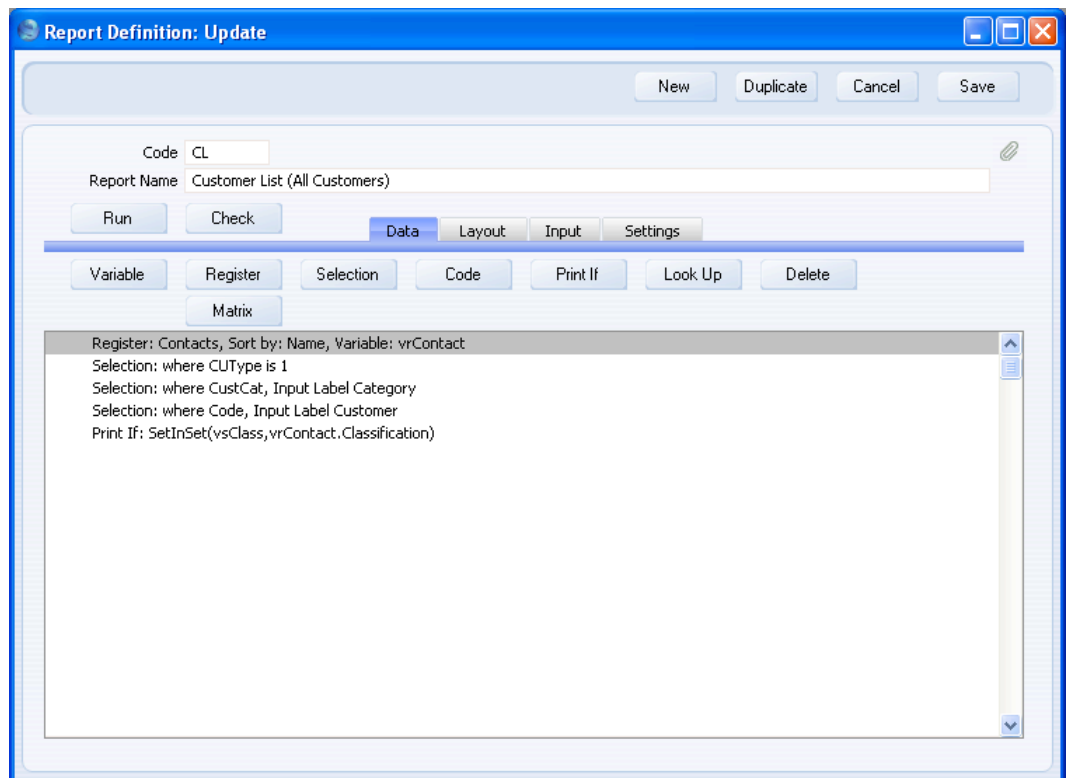 Report Definition: Update
New Duplicate Cancel Save
Code CL
Report Name Customer List (All Customers)
Run Check Data Layout Input Settings
Variable Register Selection Code Print If Look Up Delete
Matrix
Register: Contacts, Sort by: Name, Variable: vrContact
Selection: where CUType is 1
Selection: where CustCat, Input Label Category
Selection: where Code, Input Label Customer
Print If: SetInSet(vsClass,vrContact.Classification)